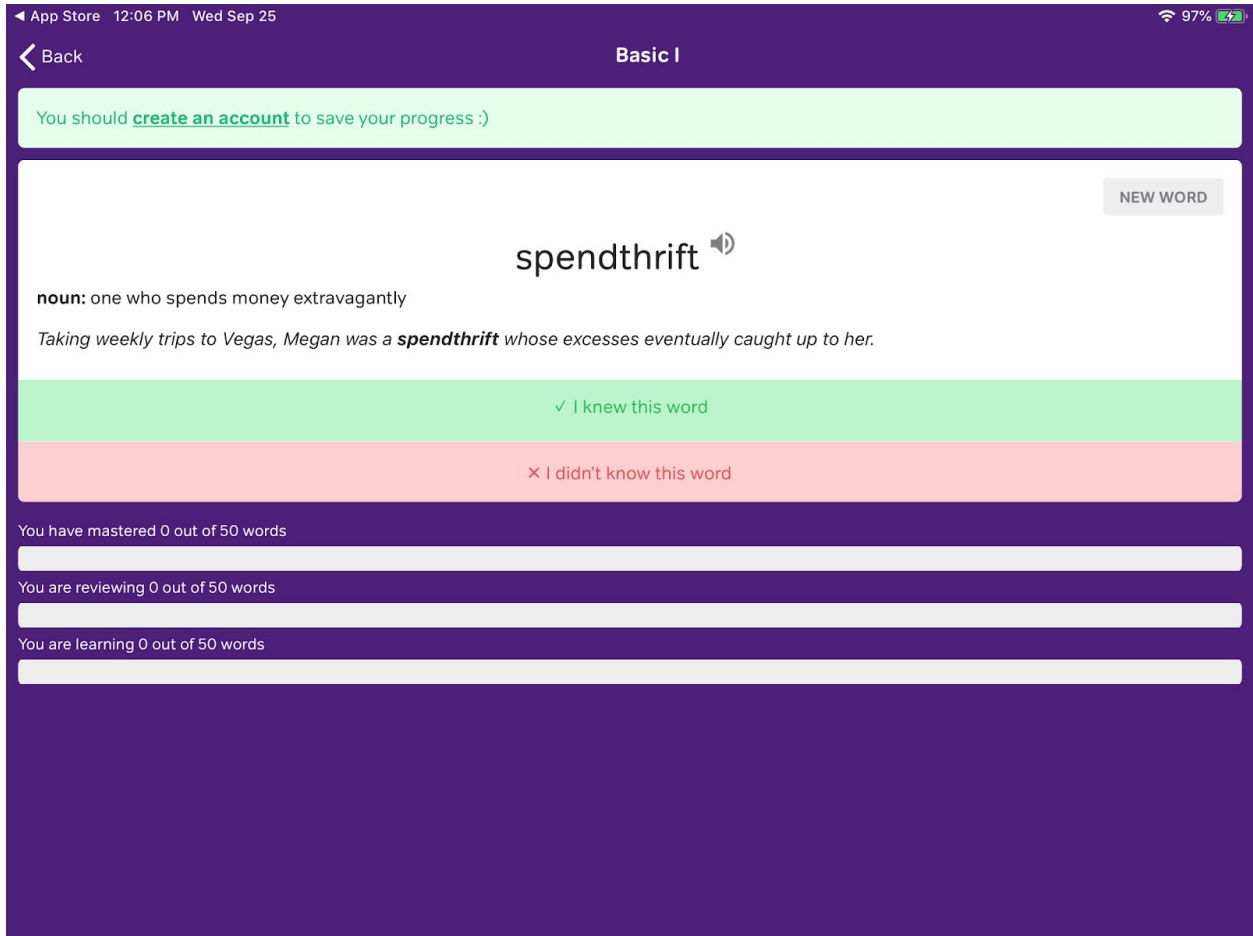 ◀ App Store 12:06 PM Wed Sep 25 97%
Back Basic I
You should create an account to save your progress :)
NEW WORD
spendthrift
noun: one who spends money extravagantly
Taking weekly trips to Vegas, Megan was a spendthrift whose excesses eventually caught up to her.
✓ I knew this word
✕ I didn't know this word
You have mastered 0 out of 50 words
You are reviewing 0 out of 50 words
You are learning 0 out of 50 words